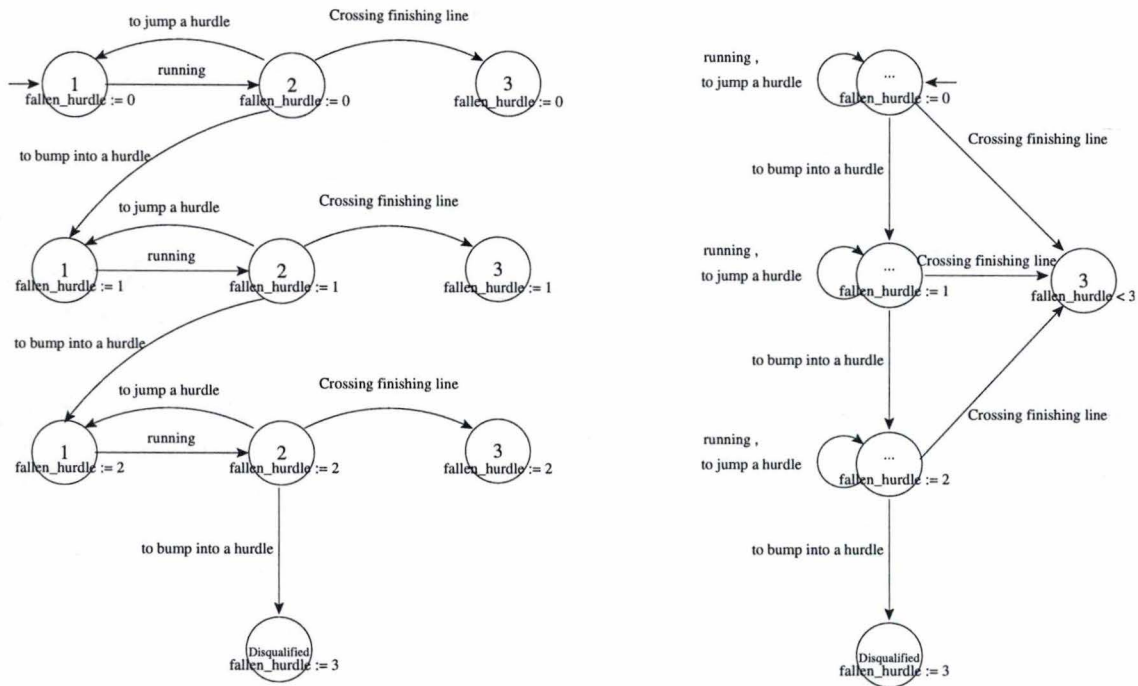 to jump a hurdle
Crossing finishing line
1
running
2
3
fallen_hurdle := 0
fallen_hurdle := 0
fallen_hurdle := 0
to bump into a hurdle
to jump a hurdle
Crossing finishing line
1
running
2
3
fallen_hurdle := 1
fallen_hurdle := 1
fallen_hurdle := 1
to bump into a hurdle
to jump a hurdle
Crossing finishing line
1
running
2
3
fallen_hurdle := 2
fallen_hurdle := 2
fallen_hurdle := 2
to bump into a hurdle
Disqualified
fallen_hurdle := 3
running ,
to jump a hurdle
...
fallen_hurdle := 0
Crossing finishing line
to bump into a hurdle
running ,
to jump a hurdle
...
fallen_hurdle := 1
Crossing finishing line
3
fallen_hurdle < 3
to bump into a hurdle
Crossing finishing line
running ,
to jump a hurdle
...
fallen_hurdle := 2
to bump into a hurdle
Disqualified
fallen_hurdle := 3